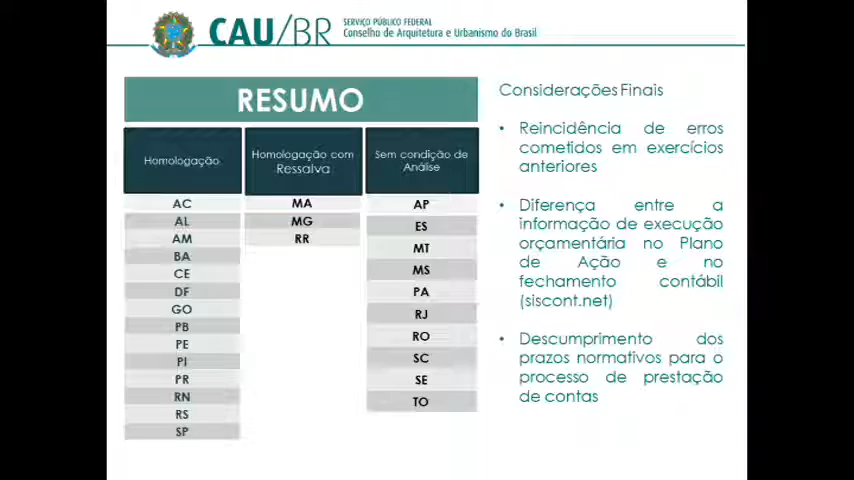 CAU/BR
SERVIÇO PÚBLICO FEDERAL
Conselho de Arquitetura e Urbanismo do Brasil
RESUMO
Homologação
AC
AL
AM
BA
CE
DF
GO
PB
PE
PI
PR
RN
RS
SP
Homologação com
Ressalva
MA
MG
RR
Sem condição de
Análise
AP
ES
MT
MS
PA
RJ
RO
SC
SE
TO
Considerações Finais
• Reincidência de erros
cometidos em exercícios
anteriores
• Diferença entre a
informação de execução
orçamentária no Plano
de Ação e no
fechamento contábil
(siscont.net)
• Descumprimento dos
prazos normativos para o
processo de prestação
de contas